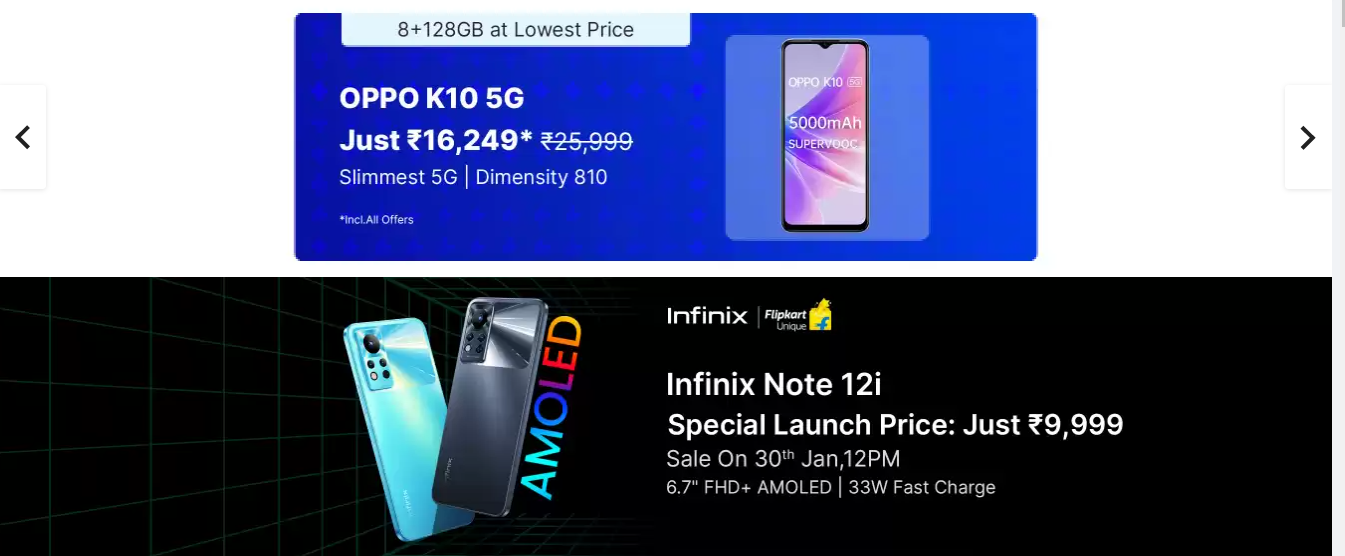 8+128GB at Lowest Price
OPPO K10 5G
Just ₹16,249* ₹25,999
Slimmest 5G | Dimensity 810
*Incl.All Offers
OPPO K10 5G
5000mAh
SUPERVOOC
Infinix | Flipkart
Unique
Infinix Note 12i
Special Launch Price: Just ₹9,999
Sale On 30th Jan,12PM
6.7" FHD+ AMOLED | 33W Fast Charge
AMOLED
Infinix